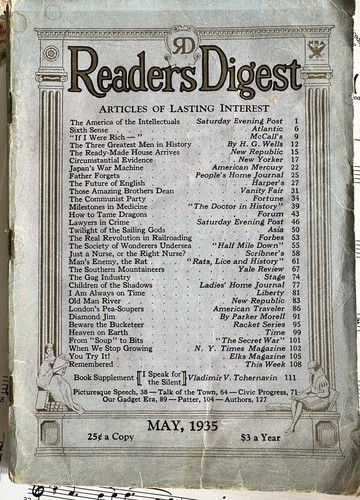 RD
NRA
Readers Digest
ARTICLES OF LASTING INTEREST
The America of the Intellectuals Saturday Evening Post 1
Sixth Sense Atlantic 6
"If I Were Rich — " McCall's 9
The Three Greatest Men in History By H. G. Wells 12
The Ready-Made House Arrives New Republic 15
Circumstantial Evidence New Yorker 17
Japan's War Machine American Mercury 22
Father Forgets People's Home Journal 25
The Future of English Harper's 27
Those Amazing Brothers Dean Vanity Fair 31
The Communist Party Fortune 34
Milestones in Medicine "The Doctor in History" 39
How to Tame Dragons Forum 43
Lawyers in Crime Saturday Evening Post 46
Twilight of the Sailing Gods Asia 50
The Real Revolution in Railroading Forbes 53
The Society of Wonders Undersea "Half Mile Down" 55
Just a Nurse, or the Right Nurse? Scribner's 58
Man's Enemy, the Rat "Rats, Lice and History" 61
The Southern Mountaineers Yale Review 67
The Gag Industry Stage 74
Children of the Shadows Ladies' Home Journal 77
I Am Always on Time Liberty 81
Old Man River New Republic 83
London's Pea-Soupers American Traveler 86
Diamond Jim By Parker Morell 91
Beware the Bucketeer Racket Series 95
Heaven on Earth Time 99
From "Soup" to Bits "The Secret War" 101
When We Stop Growing N. Y. Times Magazine 102
You Try It! Elks Magazine 105
Remembered This Week 108
Book Supplement [I Speak for the Silent] Vladimir V. Tchernavin 111
Picturesque Speech, 38 — Talk of the Town, 64 — Civic Progress, 71
Our Gadget Era, 89 — Patter, 104 — Authors, 127
MAY, 1935
25¢ a Copy $3 a Year